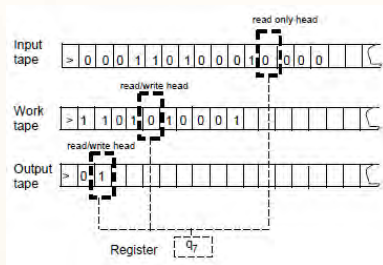 read only head
Input tape > 0 0 0 1 1 0 1 0 0 0 1 0 0 0 0
read/write head
Work tape > 1 1 0 1 0 1 0 0 0 1
read/write head
Output tape > 0 1
Register q7